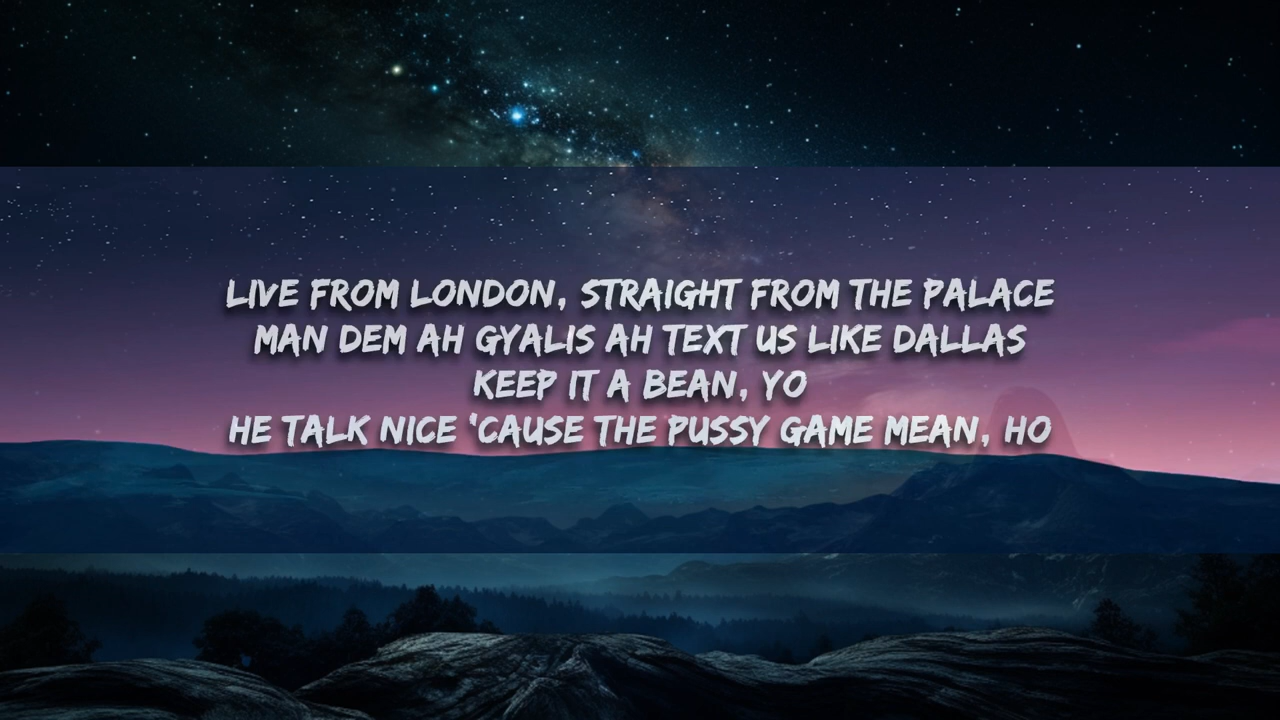 LIVE FROM LONDON, STRAIGHT FROM THE PALACE
MAN DEM AH GYALIS AH TEXT US LIKE DALLAS
KEEP IT A BEAN, YO
HE TALK NICE 'CAUSE THE PUSSY GAME MEAN, HO